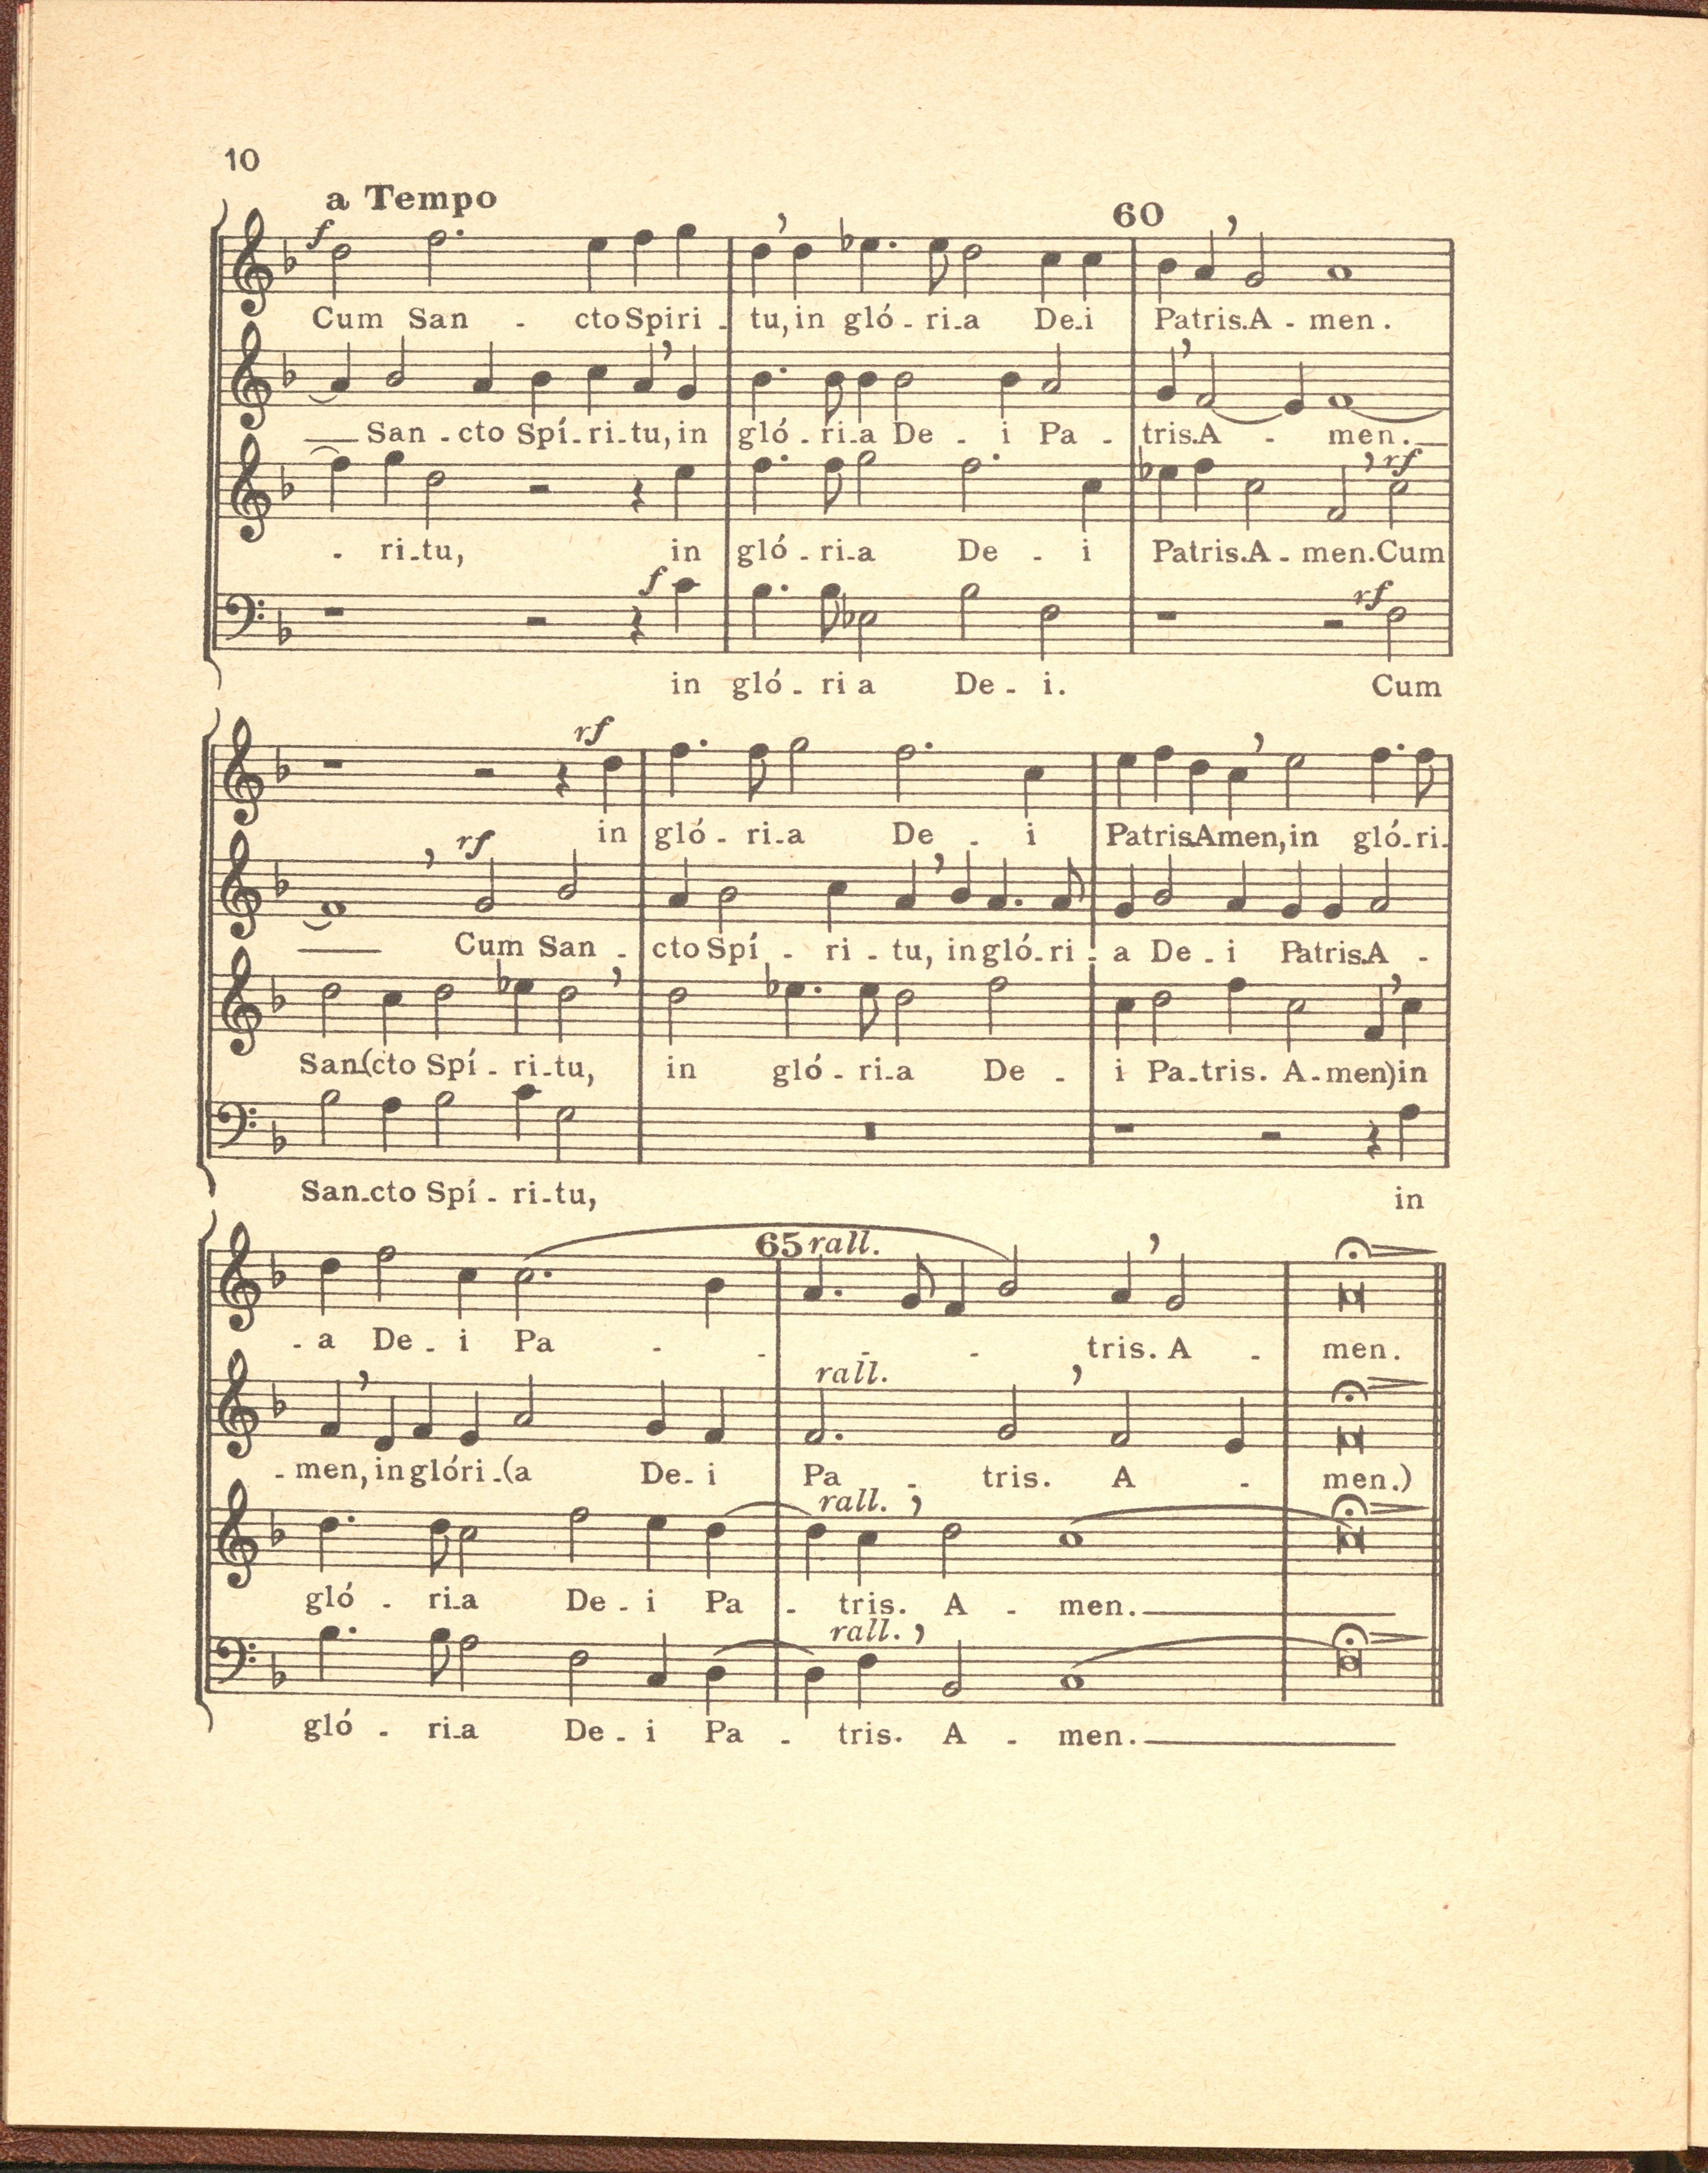 10
a Tempo
60
f
Cum San - cto Spiri - tu, in gló - ri - a De - i Patris. A - men.
San - cto Spí - ri - tu, in gló - ri - a De - i Pa - tris. A - men.
rf
- ri - tu, in gló - ri - a De - i Patris. A - men. Cum
f rf
in gló - ri a De - i. Cum
rf
in gló - ri - a De - i Patris. Amen, in gló - ri -
rf
Cum San - cto Spí - ri - tu, in gló - ri - a De - i Patris. A -
San - (cto Spí - ri - tu, in gló - ri - a De - i Pa - tris. A - men) in
San - cto Spí - ri - tu, in
65 rall.
- a De - i Pa - - - - tris. A - men.
rall.
- men, in glóri - (a De - i Pa - tris. A - men.)
rall.
gló - ri - a De - i Pa - tris. A - men.
rall.
gló - ri - a De - i Pa - tris. A - men.